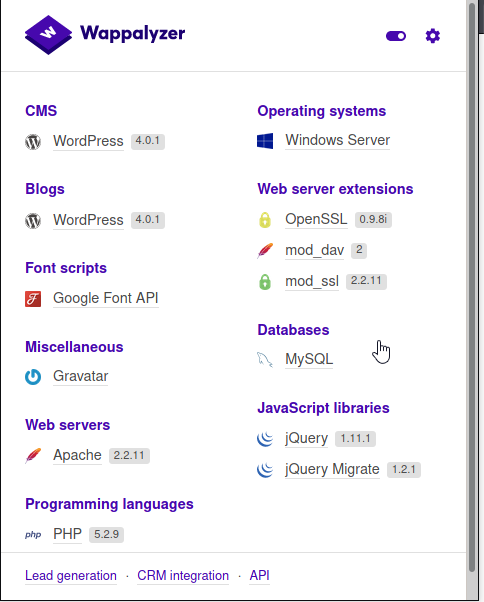 Wappalyzer
CMS
WordPress 4.0.1
Blogs
WordPress 4.0.1
Font scripts
Google Font API
Miscellaneous
Gravatar
Web servers
Apache 2.2.11
Programming languages
php PHP 5.2.9
Operating systems
Windows Server
Web server extensions
OpenSSL 0.9.8i
mod_dav 2
mod_ssl 2.2.11
Databases
MySQL
JavaScript libraries
jQuery 1.11.1
jQuery Migrate 1.2.1
Lead generation · CRM integration · API